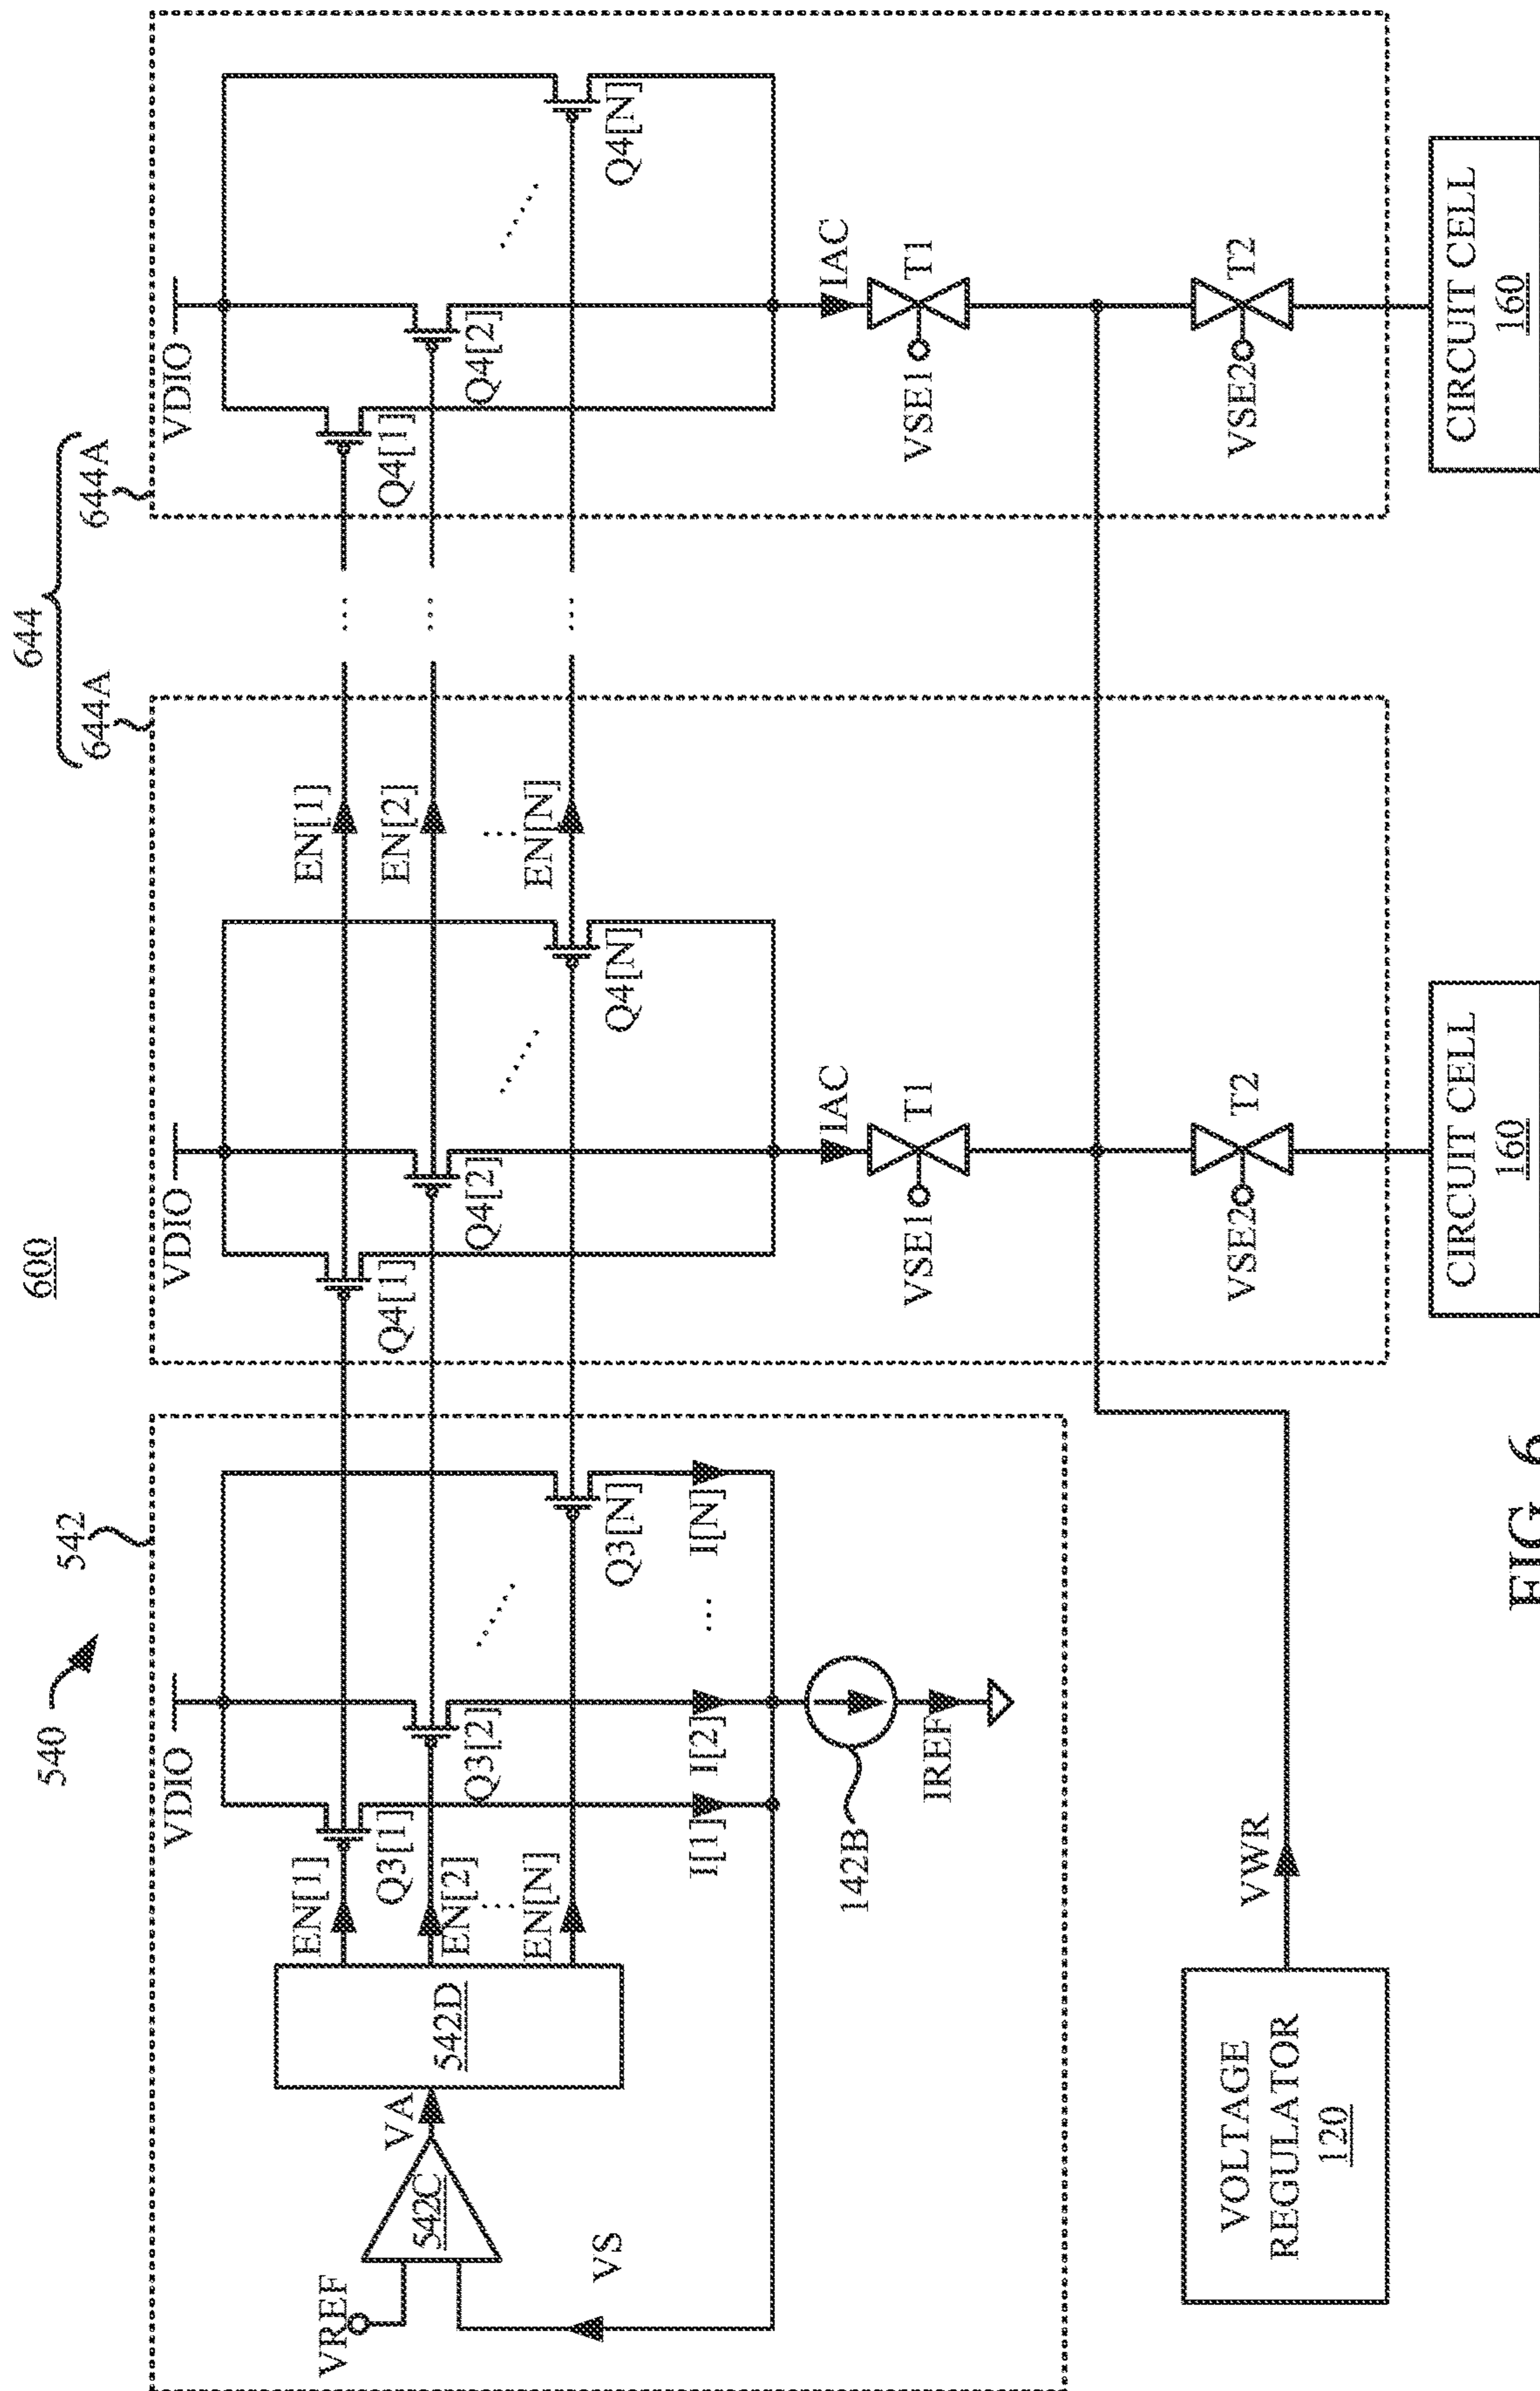 600
540
542
644
644A
644A
VDIO
VDIO
VDIO
VREF
542C
VA
542D
EN[1]
EN[2]
⋮
EN[N]
Q3[1]
Q3[2]
Q3[N]
VS
I[1]
I[2]
...
I[N]
142B
IREF
Q4[1]
Q4[2]
Q4[N]
EN[1]
EN[2]
⋮
EN[N]
...
...
...
Q4[1]
Q4[2]
Q4[N]
IAC
IAC
VSE1
T1
VSE1
T1
VSE2
T2
VSE2
T2
VOLTAGE
REGULATOR
120
VWR
CIRCUIT CELL
160
CIRCUIT CELL
160
FIG. 6